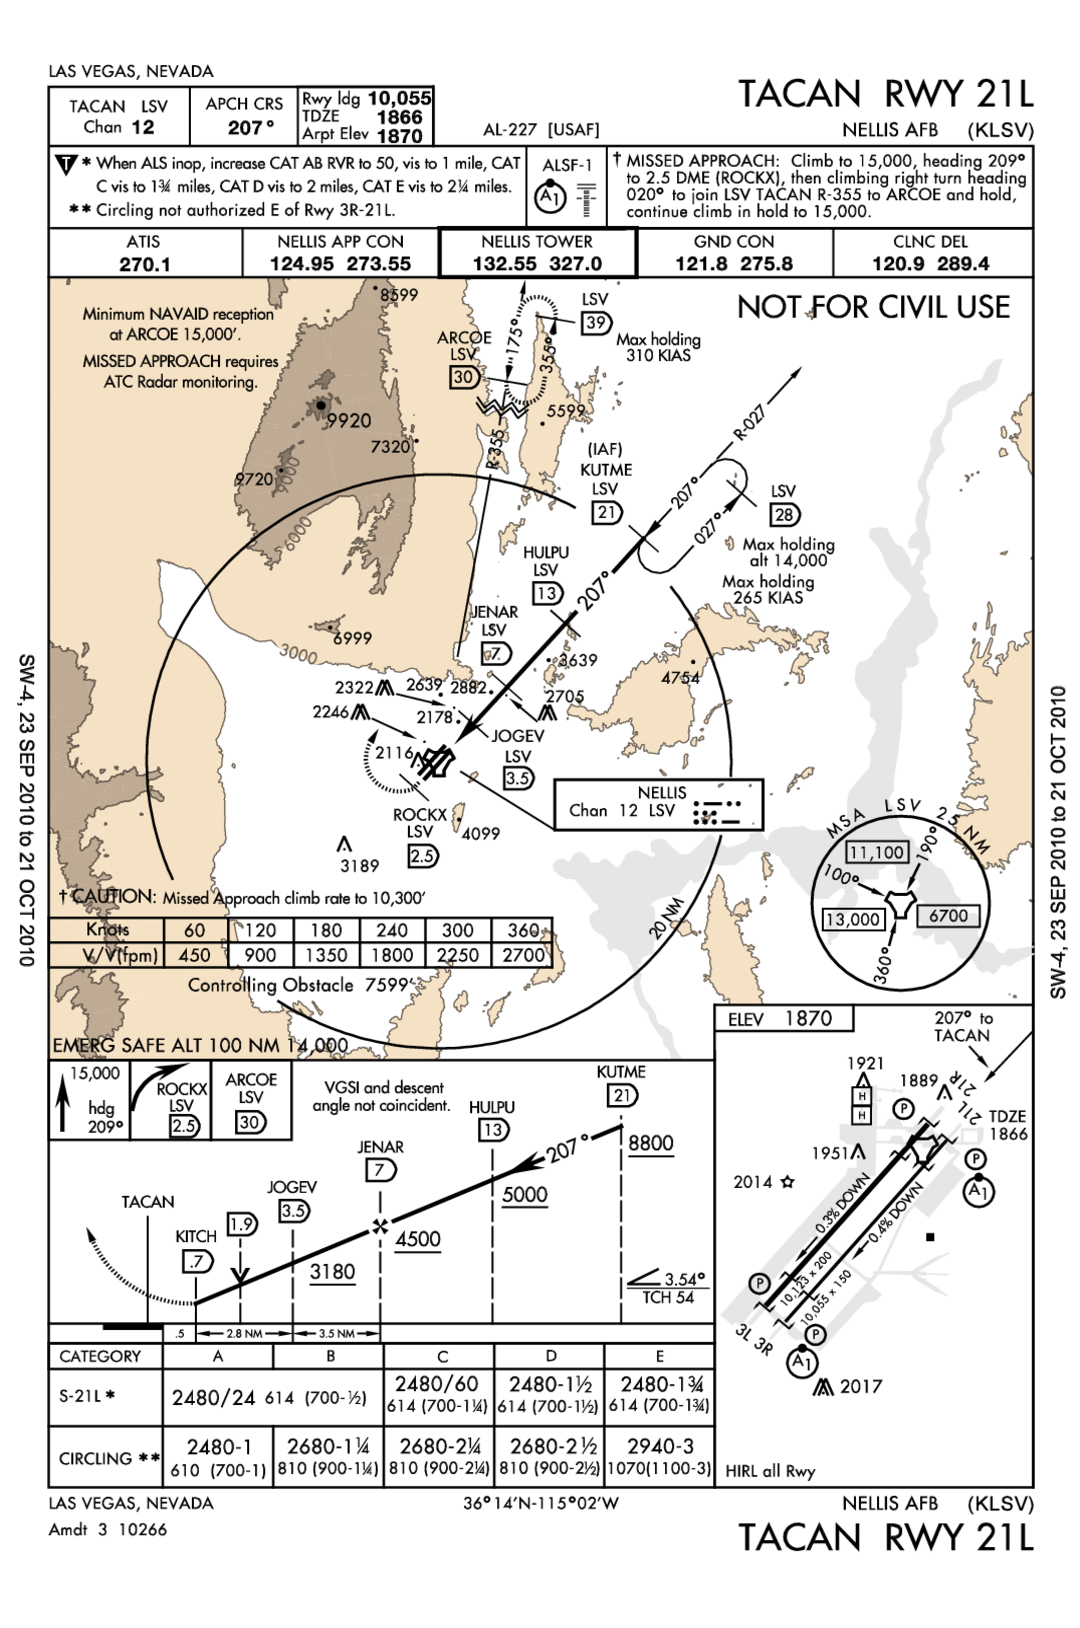 LAS VEGAS, NEVADA
TACAN RWY 21L
NELLIS AFB (KLSV)
AL-227 [USAF]
TACAN LSV
Chan 12
APCH CRS
207°
Rwy ldg 10,055
TDZE 1866
Arpt Elev 1870
T * When ALS inop, increase CAT AB RVR to 50, vis to 1 mile, CAT
C vis to 1¾ miles, CAT D vis to 2 miles, CAT E vis to 2¼ miles.
** Circling not authorized E of Rwy 3R-21L.
ALSF-1
A1
† MISSED APPROACH: Climb to 15,000, heading 209°
to 2.5 DME (ROCKX), then climbing right turn heading
020° to join LSV TACAN R-355 to ARCOE and hold,
continue climb in hold to 15,000.
ATIS
270.1
NELLIS APP CON
124.95 273.55
NELLIS TOWER
132.55 327.0
GND CON
121.8 275.8
CLNC DEL
120.9 289.4
NOT FOR CIVIL USE
Minimum NAVAID reception
at ARCOE 15,000'.
MISSED APPROACH requires
ATC Radar monitoring.
8599
ARCOE
LSV
30
175°
355°
LSV
39
Max holding
310 KIAS
9920
7320
9720
9000
6000
5599
R-355
R-027
(IAF)
KUTME
LSV
21
207°
027°
LSV
28
Max holding
alt 14,000
Max holding
265 KIAS
HULPU
LSV
13
207°
JENAR
LSV
7
6999
3000
3639
4754
2322
2639
2882
2705
2246
2178
2116
JOGEV
LSV
3.5
NELLIS
Chan 12 LSV
ROCKX
LSV
2.5
4099
3189
MSA LSV 25 NM
11,100
190°
100°
13,000
6700
360°
20 NM
† CAUTION: Missed Approach climb rate to 10,300'
Knots 60 120 180 240 300 360
V/V(fpm) 450 900 1350 1800 2250 2700
Controlling Obstacle 7599'
EMERG SAFE ALT 100 NM 14,000
15,000
hdg
209°
ROCKX
LSV
2.5
ARCOE
LSV
30
VGSI and descent
angle not coincident.
KUTME
21
HULPU
13
JENAR
7
JOGEV
3.5
1.9
KITCH
.7
TACAN
207°
8800
5000
4500
3180
3.54°
TCH 54
.5
2.8 NM
3.5 NM
CATEGORY A B C D E
S-21L *
2480/24 614 (700-½)
2480/60
614 (700-1¼)
2480-1½
614 (700-1½)
2480-1¾
614 (700-1¾)
CIRCLING **
2480-1
610 (700-1)
2680-1¼
810 (900-1¼)
2680-2¼
810 (900-2¼)
2680-2½
810 (900-2½)
2940-3
1070(1100-3)
ELEV 1870
207° to
TACAN
1921
H
H
1889
P
21R
21L
TDZE
1866
P
A1
1951
2014
0.3% DOWN
0.4% DOWN
10,123 x 200
10,055 x 150
P
3L 3R
P
A1
2017
HIRL all Rwy
LAS VEGAS, NEVADA
Amdt 3 10266
36°14'N-115°02'W
NELLIS AFB (KLSV)
TACAN RWY 21L
SW-4, 23 SEP 2010 to 21 OCT 2010
SW-4, 23 SEP 2010 to 21 OCT 2010